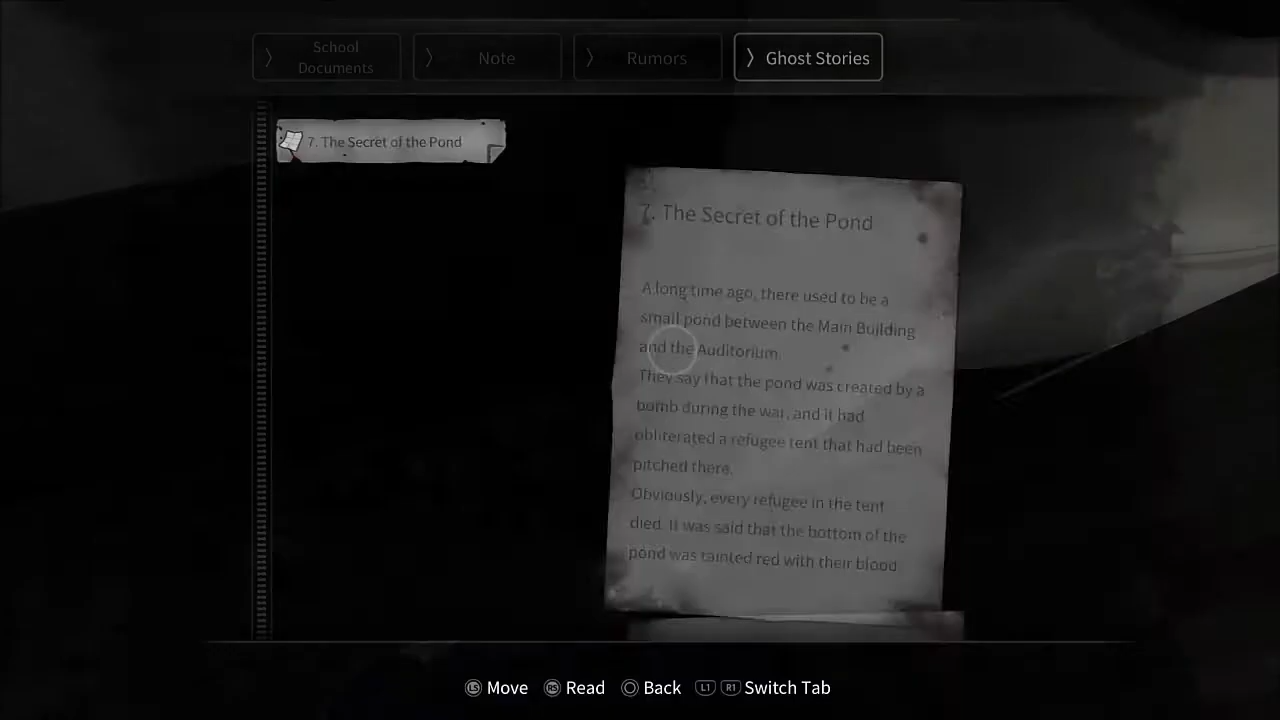 School
Documents
Note
Rumors
Ghost Stories
7. The Secret of the Pond
7. The Secret of the Pond
A long time ago, there used to be a
small pond between the Main Building
and the Auditorium.
They say that the pond was created by a
bomb during the war, and it had
obliterated a refugee tent that had been
pitched there.
Obviously, every refugee in the tent
died. It was said that the bottom of the
pond was tainted red with their blood
LS Move RS Read Back L1 R1 Switch Tab